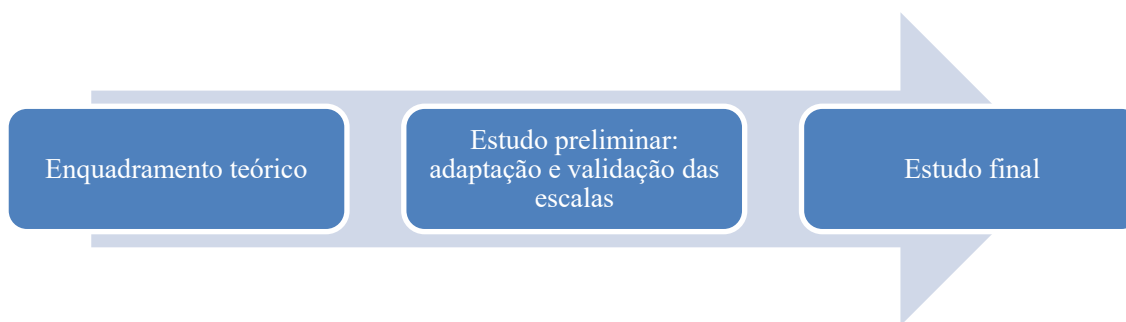 Enquadramento teórico
Estudo preliminar:
adaptação e validação das
escalas
Estudo final